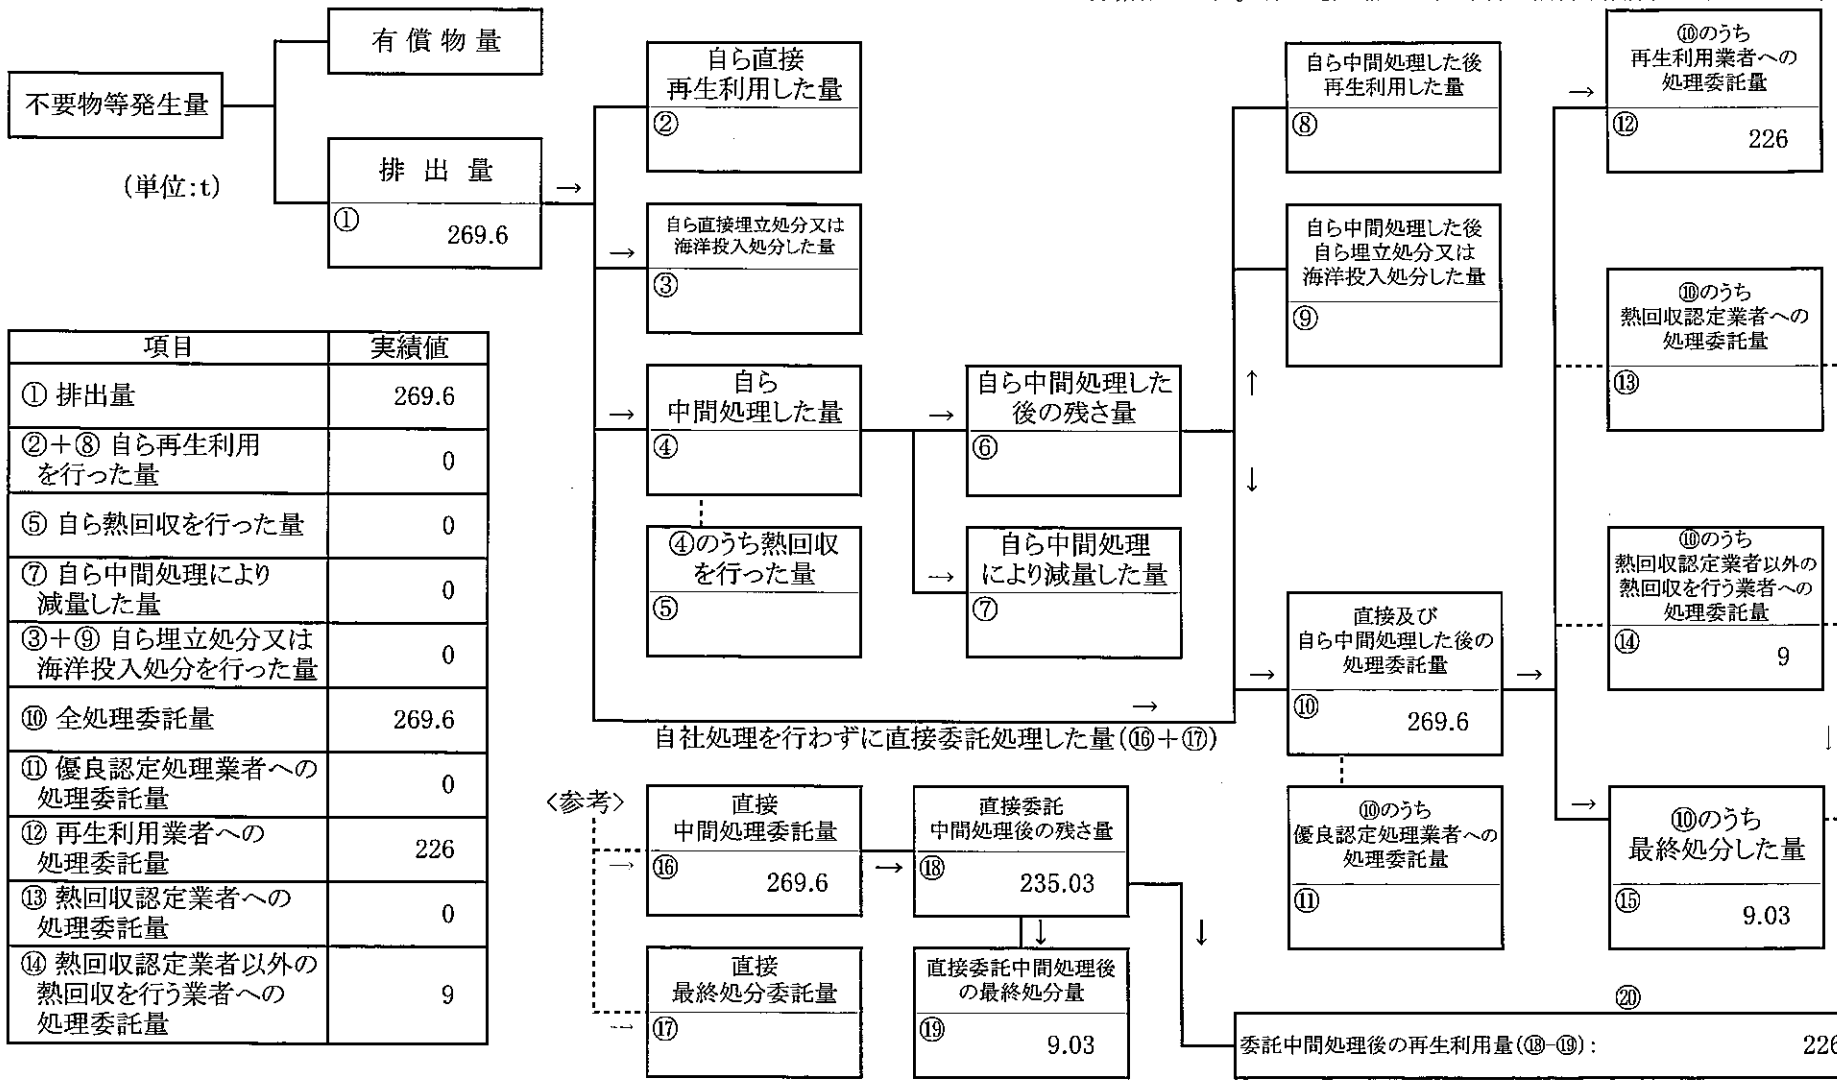 有償物量
不要物等発生量
(単位:t)
排出量
①
269.6
自ら直接
再生利用した量
②
自ら直接埋立処分又は
海洋投入処分した量
③
自ら
中間処理した量
④
④のうち熱回収
を行った量
⑤
自ら中間処理した
後の残さ量
⑥
自ら中間処理
により減量した量
⑦
自ら中間処理した後
再生利用した量
⑧
自ら中間処理した後
自ら埋立処分又は
海洋投入処分した量
⑨
直接及び
自ら中間処理した後の
処理委託量
⑩
269.6
⑩のうち
優良認定処理業者への
処理委託量
⑪
⑩のうち
再生利用業者への
処理委託量
⑫
226
⑩のうち
熱回収認定業者への
処理委託量
⑬
⑩のうち
熱回収認定業者以外の
熱回収を行う業者への
処理委託量
⑭
9
⑩のうち
最終処分した量
⑮
9.03
自社処理を行わずに直接委託処理した量(⑯+⑰)
〈参考〉
直接
中間処理委託量
⑯
269.6
直接
最終処分委託量
⑰
直接委託
中間処理後の残さ量
⑱
235.03
直接委託中間処理後
の最終処分量
⑲
9.03
⑳
委託中間処理後の再生利用量(⑱-⑲):
226
項目 実績値
① 排出量 269.6
②+⑧ 自ら再生利用
を行った量 0
⑤ 自ら熱回収を行った量 0
⑦ 自ら中間処理により
減量した量 0
③+⑨ 自ら埋立処分又は
海洋投入処分を行った量 0
⑩ 全処理委託量 269.6
⑪ 優良認定処理業者への
処理委託量 0
⑫ 再生利用業者への
処理委託量 226
⑬ 熱回収認定業者への
処理委託量 0
⑭ 熱回収認定業者以外の
熱回収を行う業者への
処理委託量 9